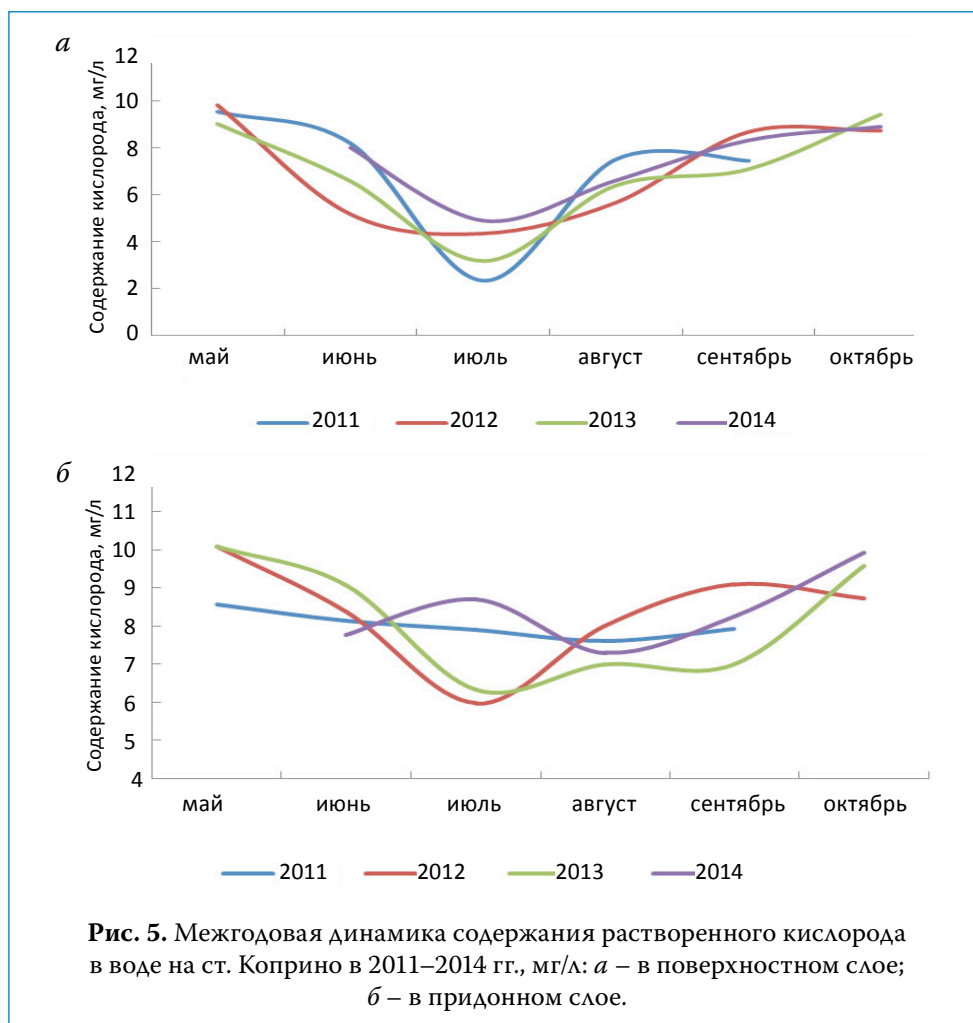 а
Содержание кислорода, мг/л
12
10
8
6
4
2
0
май июнь июль август сентябрь октябрь
2011 2012 2013 2014
б
Содержание кислорода, мг/л
12
11
10
9
8
7
6
5
4
май июнь июль август сентябрь октябрь
2011 2012 2013 2014
Рис. 5. Межгодовая динамика содержания растворенного кислорода
в воде на ст. Коприно в 2011–2014 гг., мг/л: а – в поверхностном слое;
б – в придонном слое.